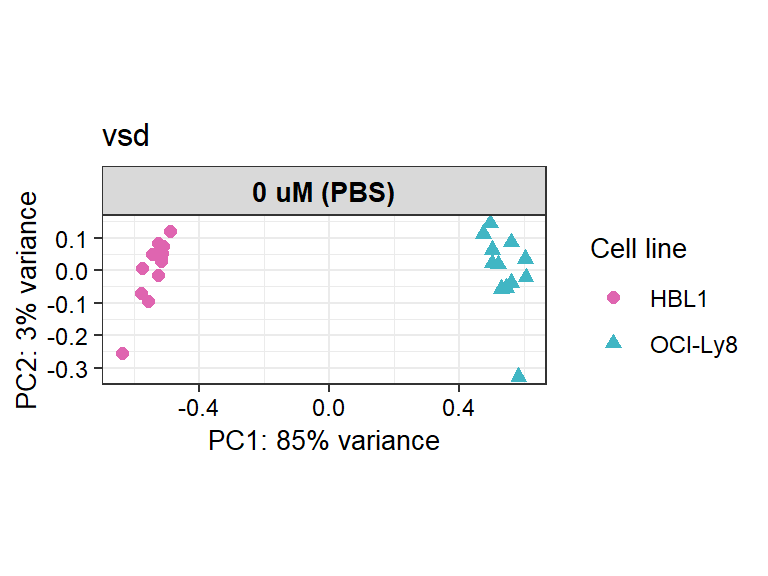 vsd
0 uM (PBS)
PC2: 3% variance
0.1
0.0
-0.1
-0.2
-0.3
-0.4 0.0 0.4
PC1: 85% variance
Cell line
HBL1
OCI-Ly8